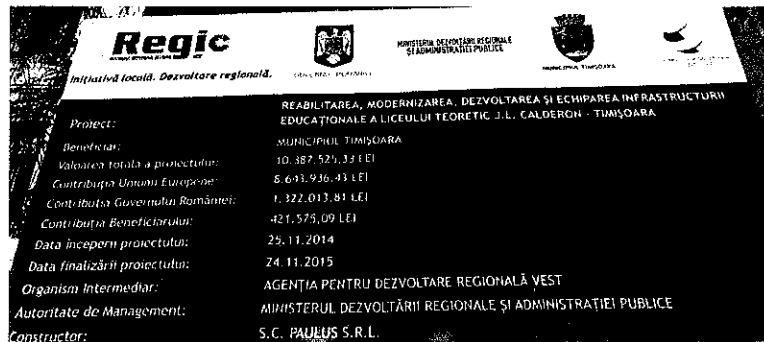 Regio
Inițiativă locală. Dezvoltare regională.
MINISTERUL DEZVOLTĂRII REGIONALE
ȘI ADMINISTRAȚIEI PUBLICE
MUNICIPIUL TIMIȘOARA
Proiect: REABILITAREA, MODERNIZAREA, DEZVOLTAREA ȘI ECHIPAREA INFRASTRUCTURII
EDUCAȚIONALE A LICEULUI TEORETIC J.L. CALDERON - TIMIȘOARA
Beneficiar: MUNICIPIUL TIMIȘOARA
Valoarea totală a proiectului: 10.387.525,33 LEI
Contribuția Uniunii Europene: 8.643.936,43 LEI
Contribuția Guvernului României: 1.322.013,81 LEI
Contribuția Beneficiarului: 421.575,09 LEI
Data începerii proiectului: 25.11.2014
Data finalizării proiectului: 24.11.2015
Organism Intermediar: AGENȚIA PENTRU DEZVOLTARE REGIONALĂ VEST
Autoritate de Management: MINISTERUL DEZVOLTĂRII REGIONALE ȘI ADMINISTRAȚIEI PUBLICE
Constructor: S.C. PAULUS S.R.L.